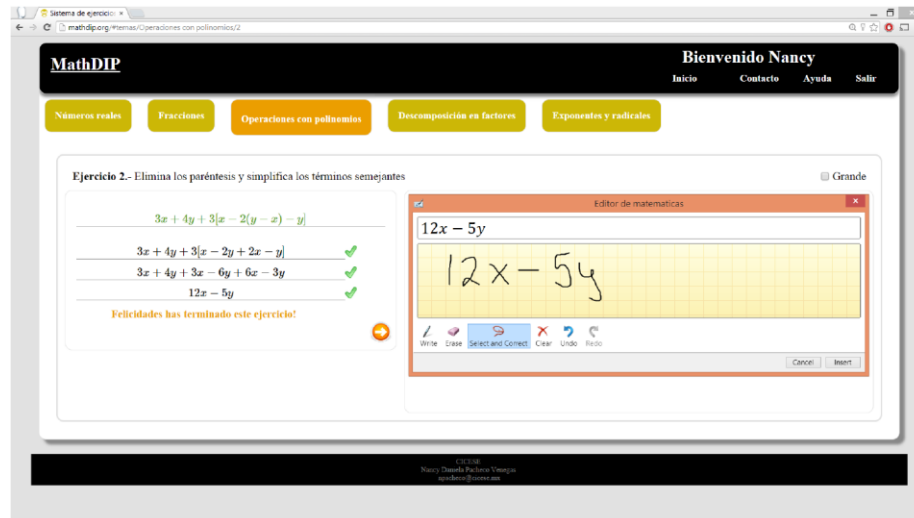 Sistema de ejercicios ×
mathdip.org/#temas/Operaciones con polinomios/2
MathDIP
Bienvenido Nancy
Inicio Contacto Ayuda Salir
Números reales
Fracciones
Operaciones con polinomios
Descomposición en factores
Exponentes y radicales
Ejercicio 2.- Elimina los paréntesis y simplifica los términos semejantes
Grande
3x + 4y + 3[x − 2(y − x) − y]
3x + 4y + 3[x − 2y + 2x − y]
3x + 4y + 3x − 6y + 6x − 3y
12x − 5y
Felicidades has terminado este ejercicio!
Editor de matematicas
12x − 5y
12x − 5y
Write Erase Select and Correct Clear Undo Redo
Cancel Insert
CICESE
Nancy Daniela Pacheco Venegas
npacheco@cicese.mx